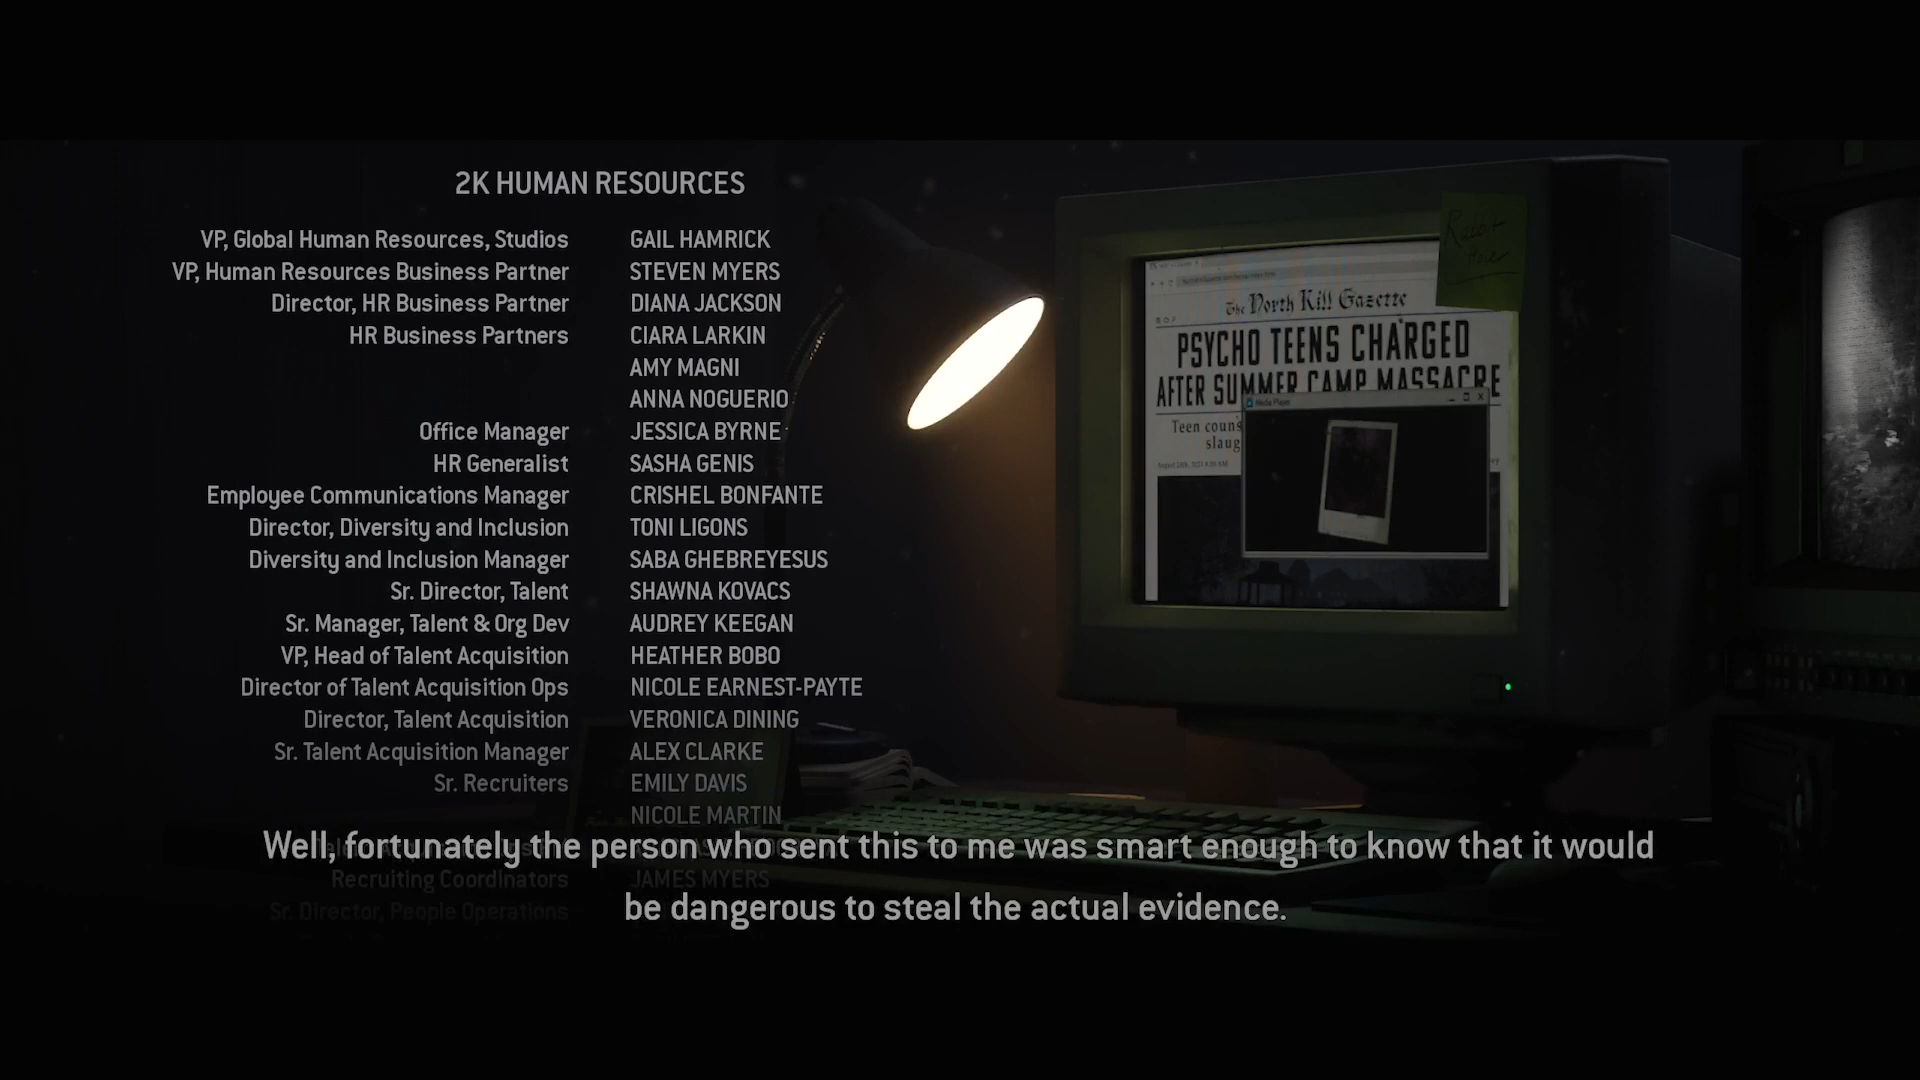 2K HUMAN RESOURCES
VP, Global Human Resources, Studios GAIL HAMRICK
VP, Human Resources Business Partner STEVEN MYERS
Director, HR Business Partner DIANA JACKSON
HR Business Partners CIARA LARKIN
AMY MAGNI
ANNA NOGUERIO
Office Manager JESSICA BYRNE
HR Generalist SASHA GENIS
Employee Communications Manager CRISHEL BONFANTE
Director, Diversity and Inclusion TONI LIGONS
Diversity and Inclusion Manager SABA GHEBREYESUS
Sr. Director, Talent SHAWNA KOVACS
Sr. Manager, Talent & Org Dev AUDREY KEEGAN
VP, Head of Talent Acquisition HEATHER BOBO
Director of Talent Acquisition Ops NICOLE EARNEST-PAYTE
Director, Talent Acquisition VERONICA DINING
Sr. Talent Acquisition Manager ALEX CLARKE
Sr. Recruiters EMILY DAVIS
NICOLE MARTIN
Recruiting Coordinators JAMES MYERS
Sr. Director, People Operations
The North Kill Gazette
PSYCHO TEENS CHARGED
AFTER SUMMER CAMP MASSACRE
Teen couns
slaug
Media Player
Well, fortunately the person who sent this to me was smart enough to know that it would
be dangerous to steal the actual evidence.